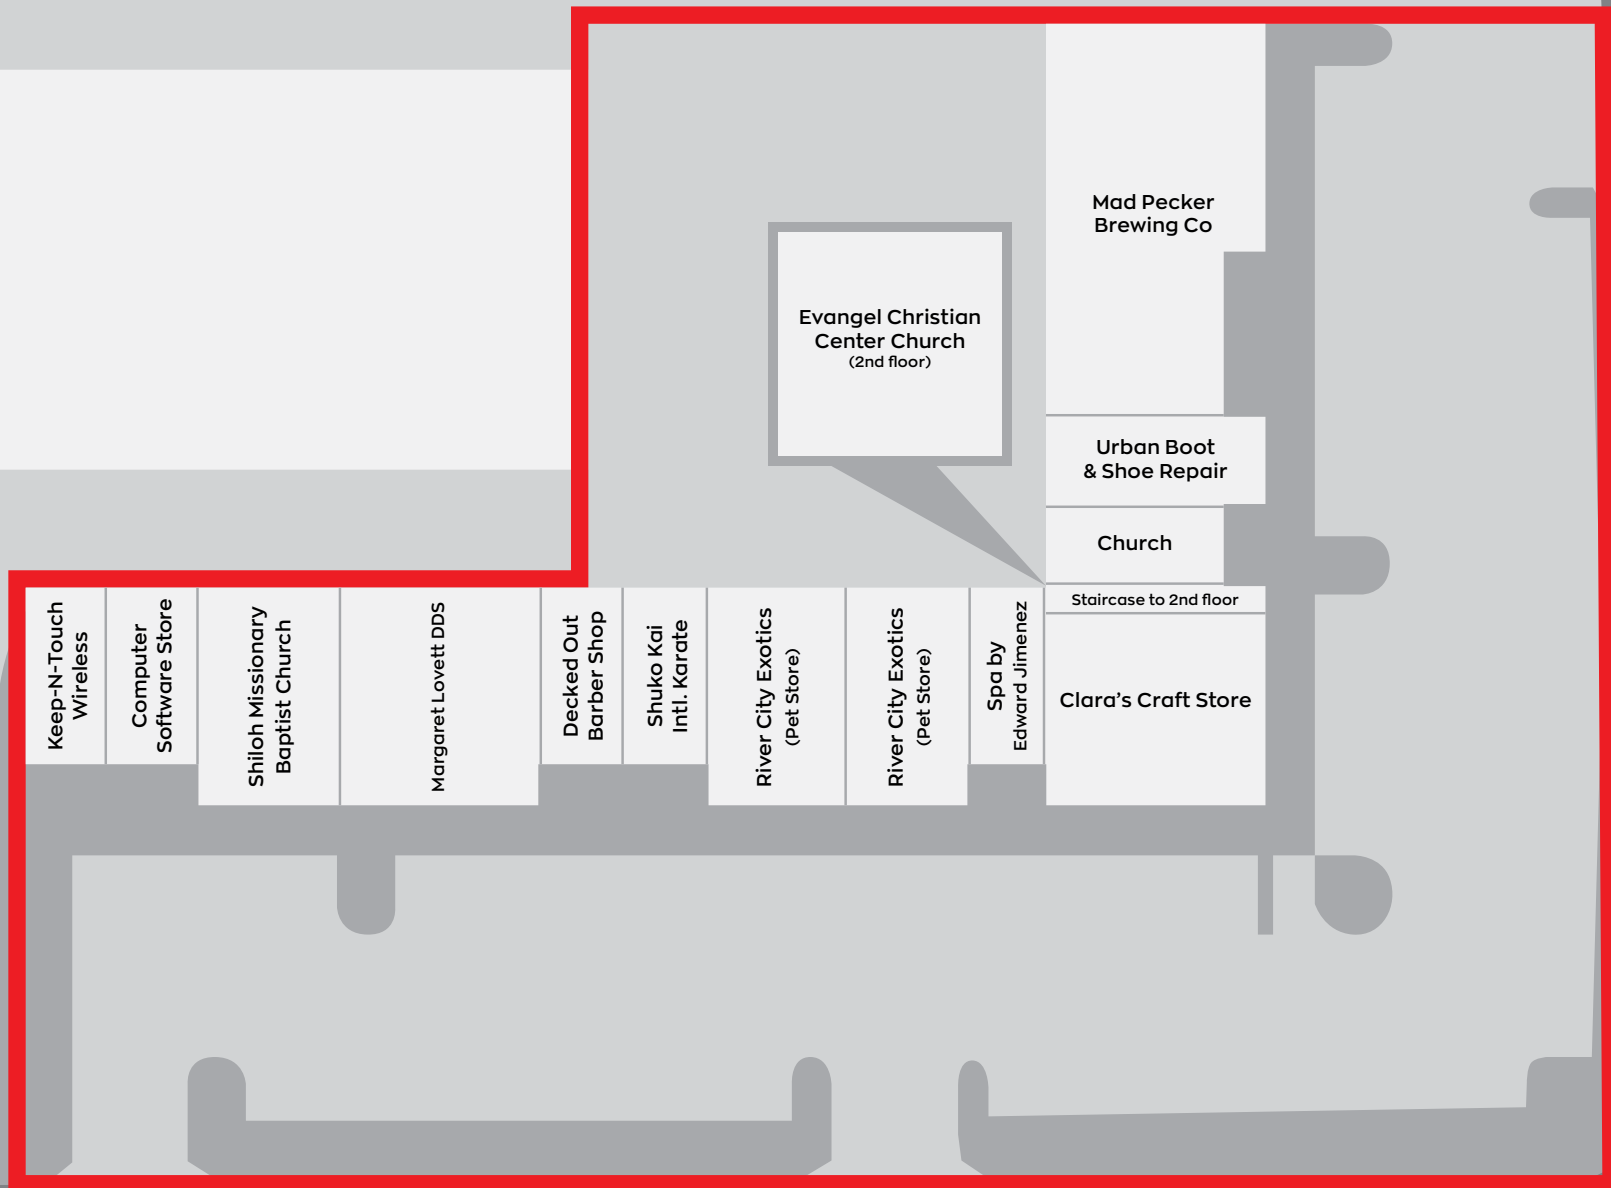 Mad Pecker
Brewing Co
Evangel Christian
Center Church
(2nd floor)
Urban Boot
& Shoe Repair
Church
Staircase to 2nd floor
Keep-N-Touch
Wireless
Computer
Software Store
Shiloh Missionary
Baptist Church
Margaret Lovett DDS
Decked Out
Barber Shop
Shuko Kai
Intl. Karate
River City Exotics
(Pet Store)
River City Exotics
(Pet Store)
Spa by
Edward Jimenez
Clara's Craft Store